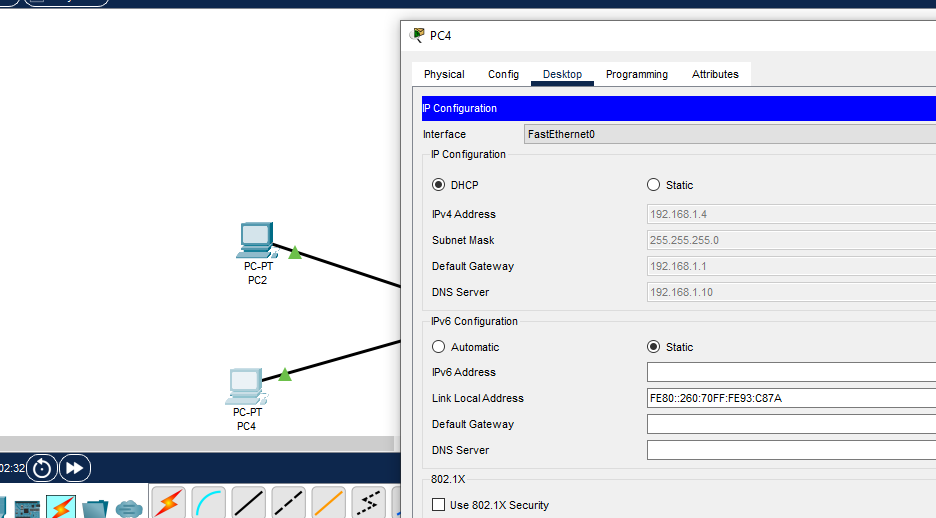 PC4
Physical Config Desktop Programming Attributes
IP Configuration
Interface FastEthernet0
IP Configuration
DHCP Static
IPv4 Address 192.168.1.4
Subnet Mask 255.255.255.0
Default Gateway 192.168.1.1
DNS Server 192.168.1.10
IPv6 Configuration
Automatic Static
IPv6 Address
Link Local Address FE80::260:70FF:FE93:C87A
Default Gateway
DNS Server
802.1X
Use 802.1X Security
PC-PT
PC2
PC-PT
PC4
02:32